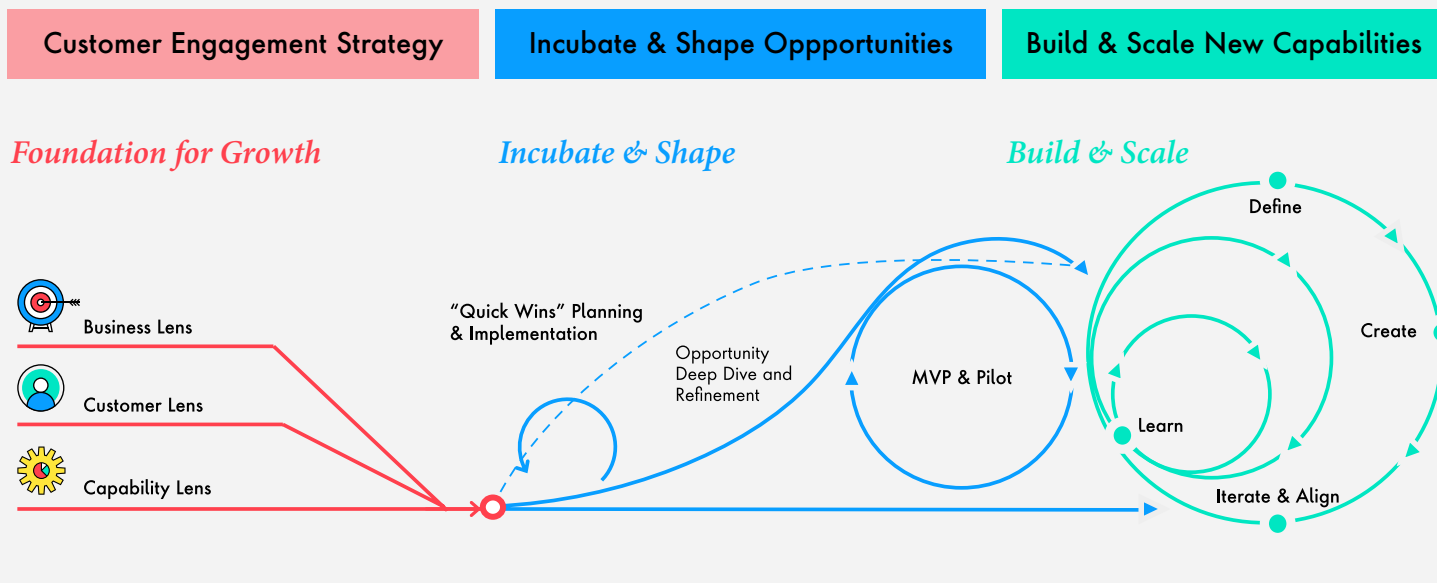 Customer Engagement Strategy
Incubate & Shape Oppportunities
Build & Scale New Capabilities
Foundation for Growth
Incubate & Shape
Build & Scale
Define
Business Lens
"Quick Wins" Planning
& Implementation
Create
Opportunity
Deep Dive and
Refinement
MVP & Pilot
Customer Lens
Learn
Capability Lens
Iterate & Align